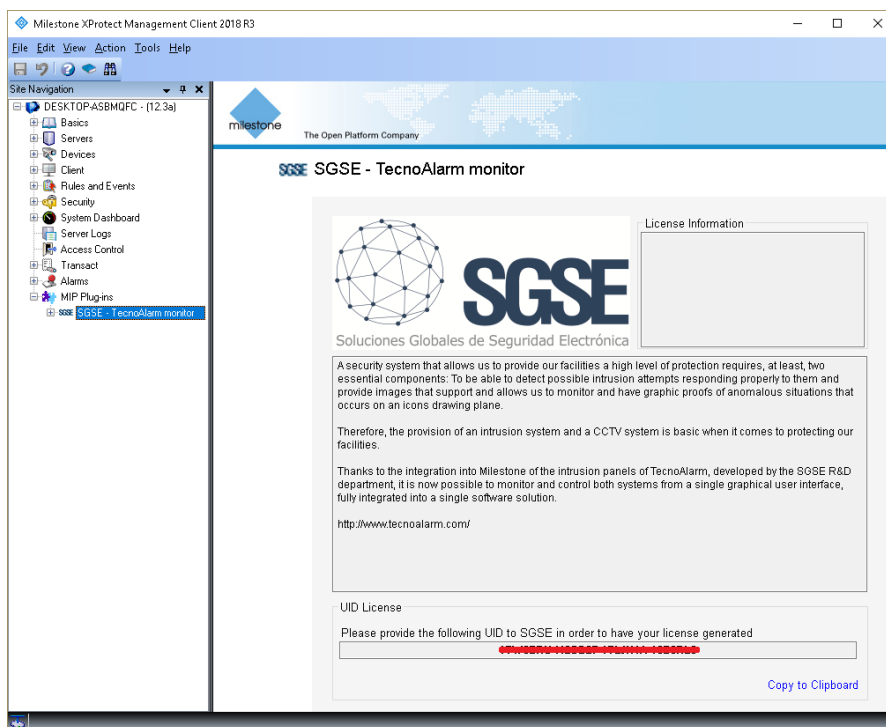 Milestone XProtect Management Client 2018 R3
File Edit View Action Tools Help
Site Navigation
DESKTOP-ASBMQFC - (12.3a)
Basics
Servers
Devices
Client
Rules and Events
Security
System Dashboard
Server Logs
Access Control
Transact
Alarms
MIP Plug-ins
SGSE SGSE - TecnoAlarm monitor
milestone
The Open Platform Company
SGSE SGSE - TecnoAlarm monitor
SGSE
Soluciones Globales de Seguridad Electrónica
License Information
A security system that allows us to provide our facilities a high level of protection requires, at least, two
essential components: To be able to detect possible intrusion attempts responding properly to them and
provide images that support and allows us to monitor and have graphic proofs of anomalous situations that
occurs on an icons drawing plane.
Therefore, the provision of an intrusion system and a CCTV system is basic when it comes to protecting our
facilities.
Thanks to the integration into Milestone of the intrusion panels of TecnoAlarm, developed by the SGSE R&D
department, it is now possible to monitor and control both systems from a single graphical user interface,
fully integrated into a single software solution.
http://www.tecnoalarm.com/
UID License
Please provide the following UID to SGSE in order to have your license generated
Copy to Clipboard